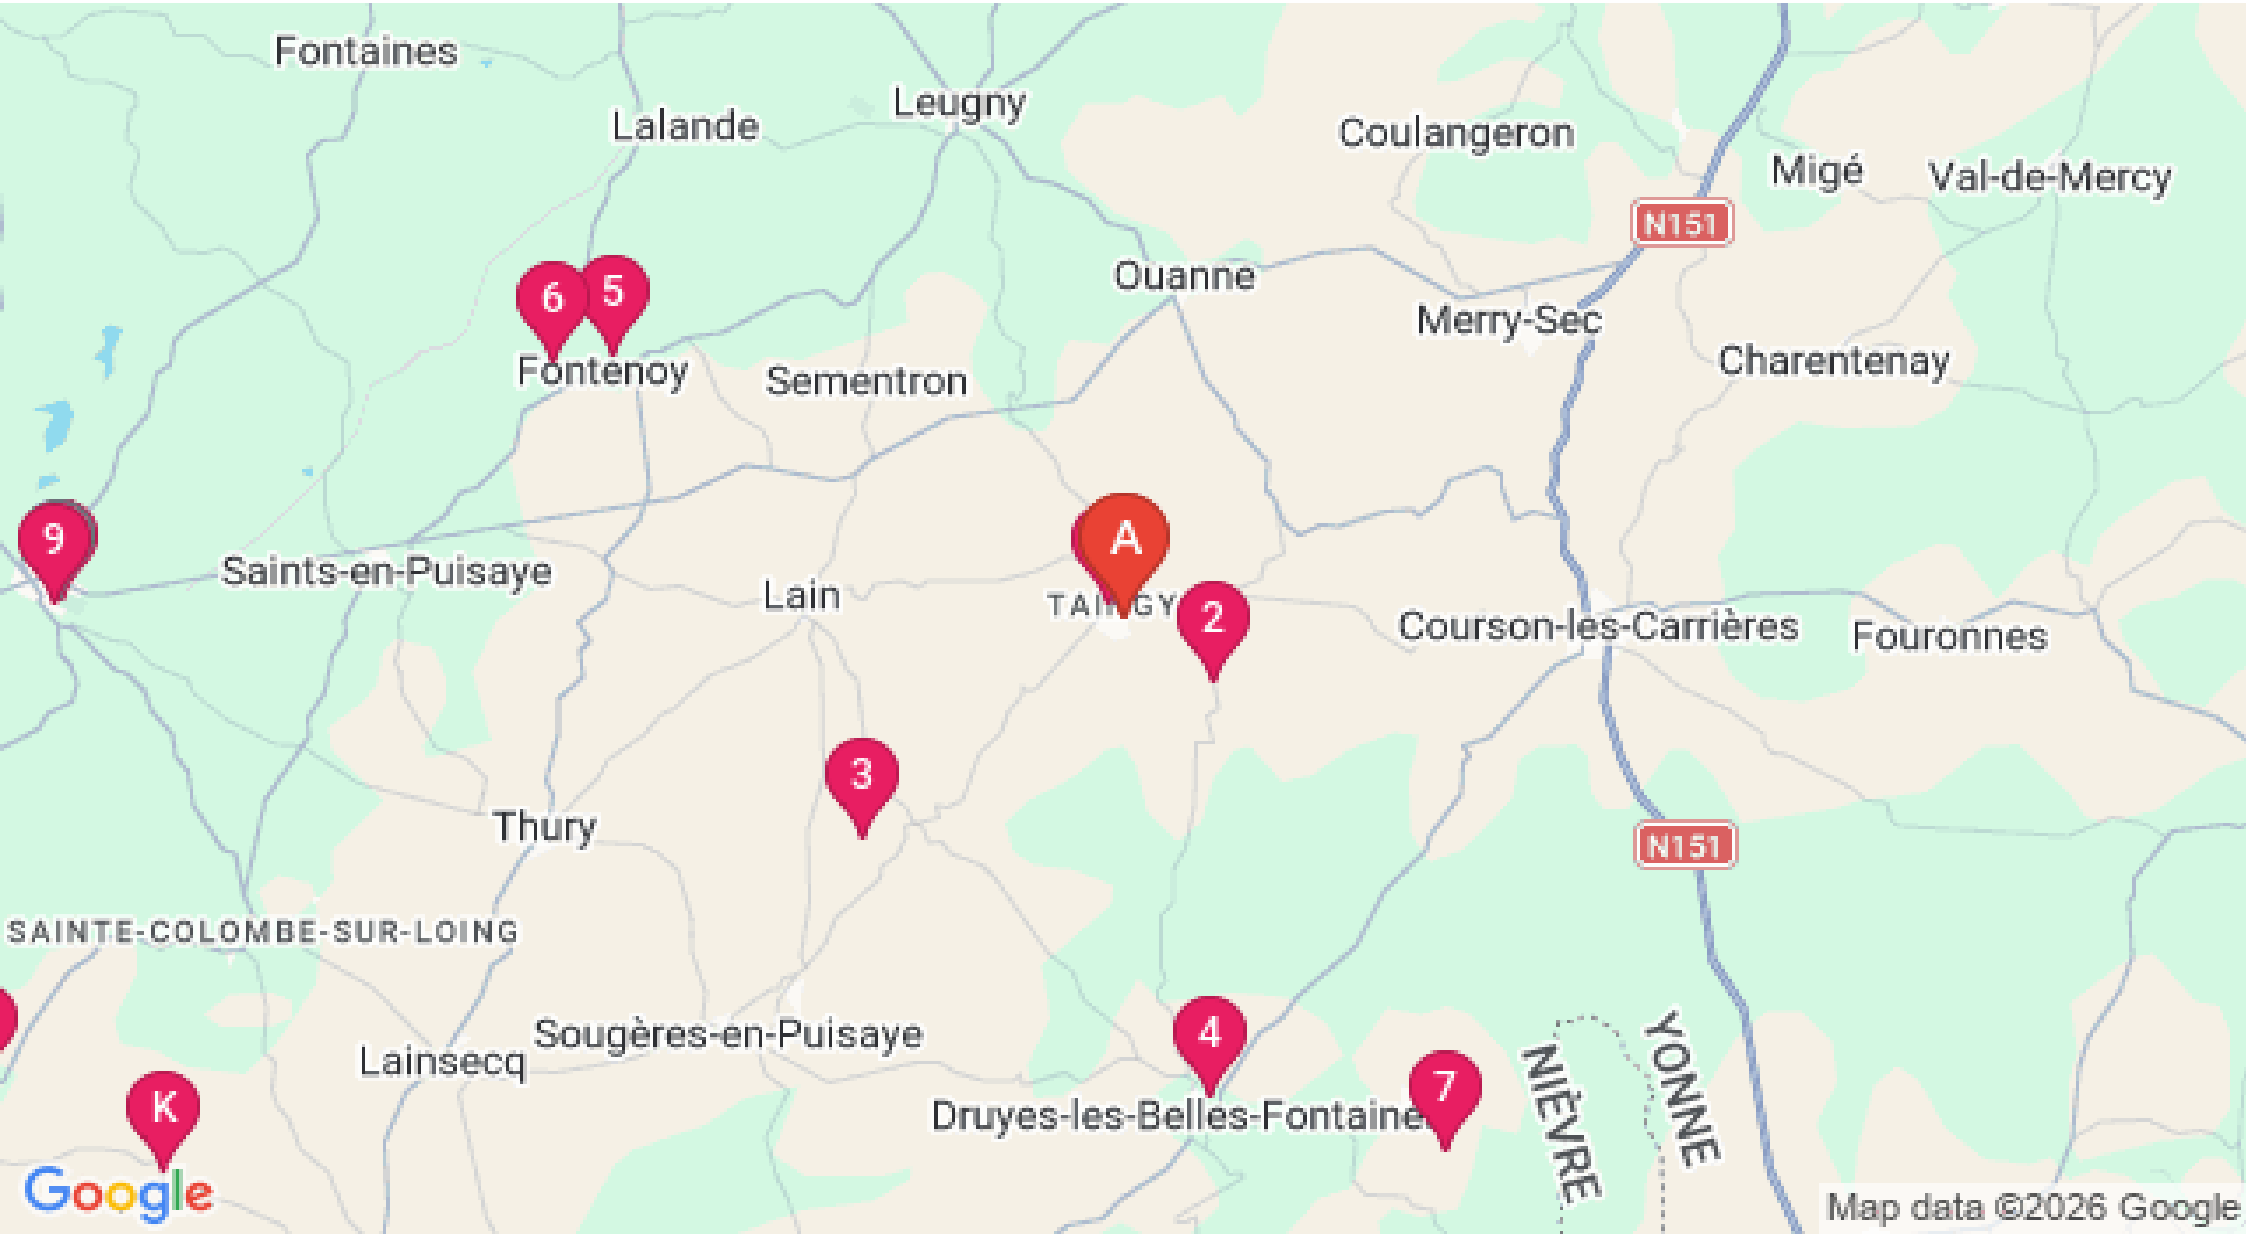 Fontaines
Leugny
Lalande
Coulangeron
Migé
Val-de-Mercy
N151
Ouanne
6
5
Merry-Sec
Charentenay
Fontenoy
Sementron
9
A
Saints-en-Puisaye
Lain
TAINGY
2
Courson-les-Carrières
Fouronnes
3
Thury
N151
SAINTE-COLOMBE-SUR-LOING
Sougères-en-Puisaye
4
Lainsecq
NIÈVRE
YONNE
7
K
Druyes-les-Belles-Fontaine
Google
Map data ©2026 Google